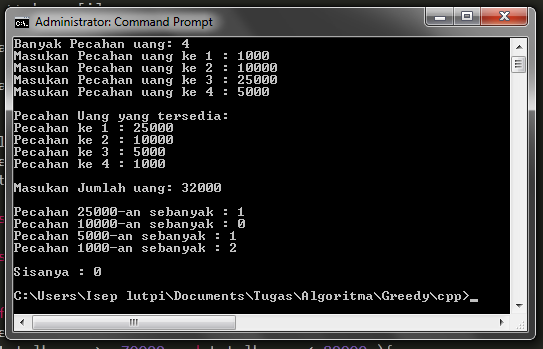 Administrator: Command Prompt
Banyak Pecahan uang: 4
Masukan Pecahan uang ke 1 : 1000
Masukan Pecahan uang ke 2 : 10000
Masukan Pecahan uang ke 3 : 25000
Masukan Pecahan uang ke 4 : 5000
Pecahan Uang yang tersedia:
Pecahan ke 1 : 25000
Pecahan ke 2 : 10000
Pecahan ke 3 : 5000
Pecahan ke 4 : 1000
Masukan Jumlah uang: 32000
Pecahan 25000-an sebanyak : 1
Pecahan 10000-an sebanyak : 0
Pecahan 5000-an sebanyak : 1
Pecahan 1000-an sebanyak : 2
Sisanya : 0
C:\Users\Isep lutpi\Documents\Tugas\Algoritma\Greedy\cpp>_